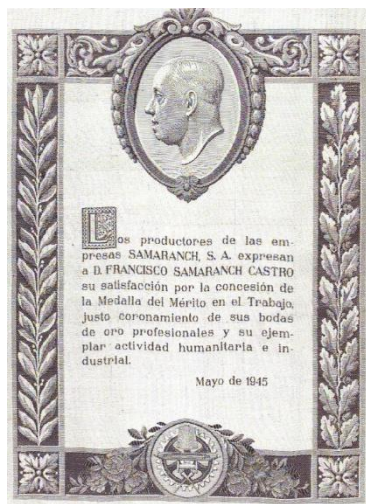 Los productores de las em-
presas SAMARANCH, S. A. expresan
a D. FRANCISCO SAMARANCH CASTRO
su satisfacción por la concesión de
la Medalla del Mérito en el Trabajo,
justo coronamiento de sus bodas
de oro profesionales y su ejem-
plar actividad humanitaria e in-
dustrial.
Mayo de 1945